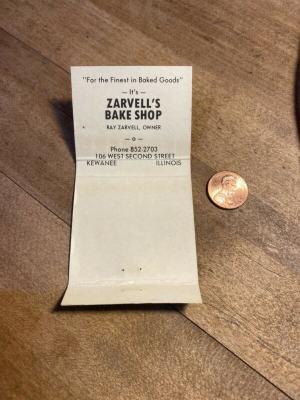 "For the Finest in Baked Goods"
— It's —
ZARVELL'S
BAKE SHOP
RAY ZARVELL, OWNER
— o —
Phone 852-2703
106 WEST SECOND STREET
KEWANEE ILLINOIS